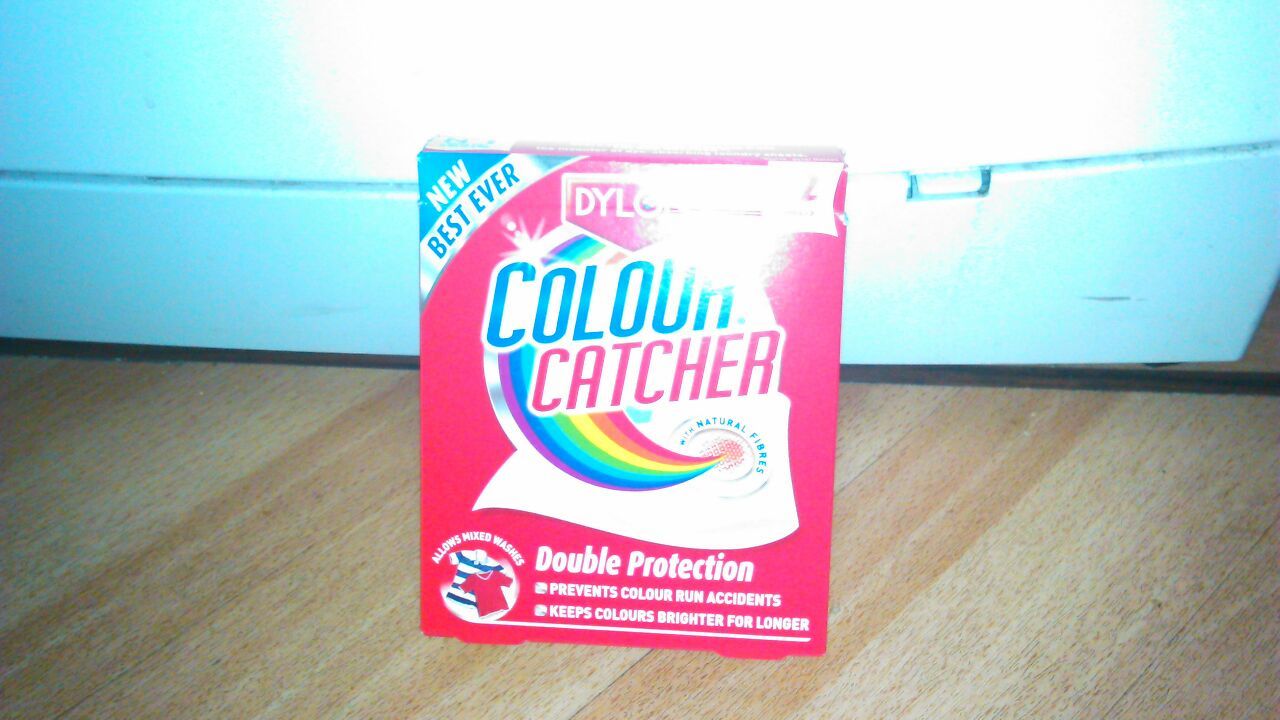 NEW
BEST EVER
DYLO
COLOUR
CATCHER
WITH NATURAL FIBRES
ALLOWS MIXED WASHES
Double Protection
PREVENTS COLOUR RUN ACCIDENTS
KEEPS COLOURS BRIGHTER FOR LONGER